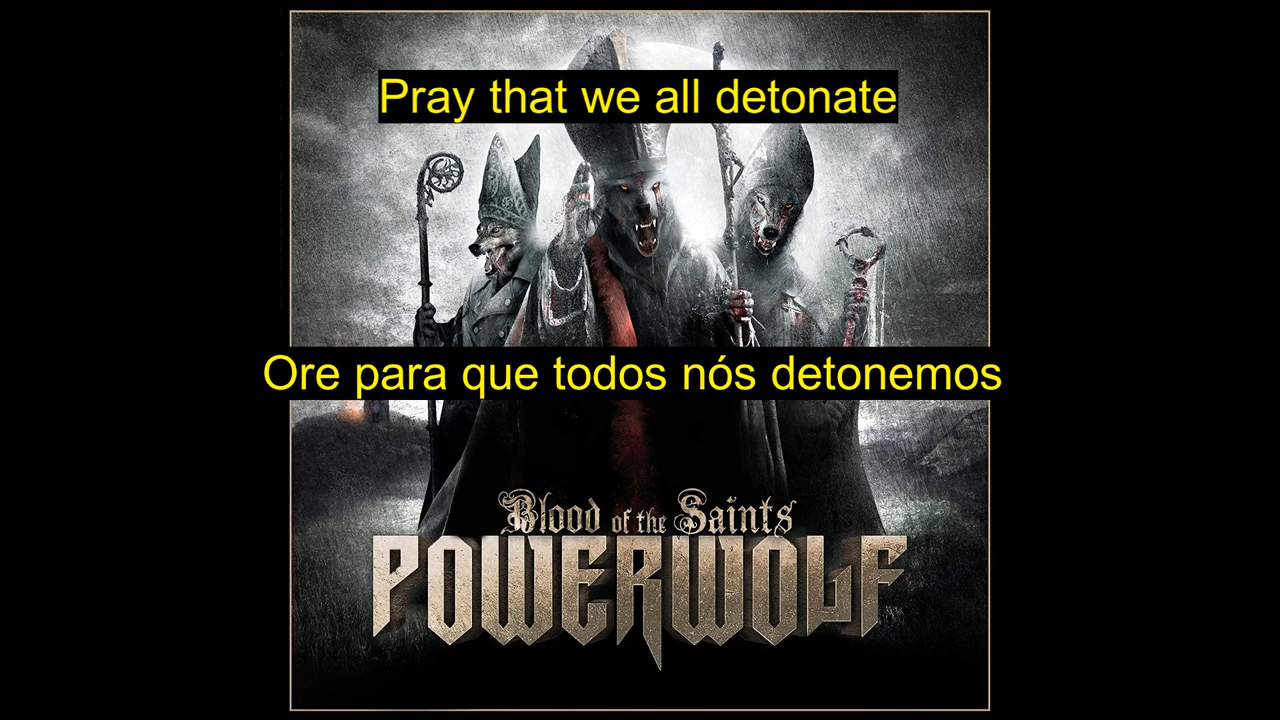 Pray that we all detonate
Ore para que todos nós detonemos
Blood of the Saints
POWERWOLF